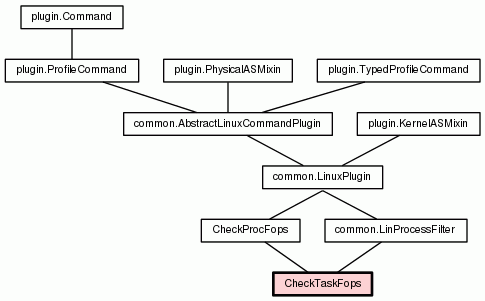 plugin.Command
plugin.ProfileCommand
plugin.PhysicalASMixin
plugin.TypedProfileCommand
common.AbstractLinuxCommandPlugin
plugin.KernelASMixin
common.LinuxPlugin
CheckProcFops
common.LinProcessFilter
CheckTaskFops